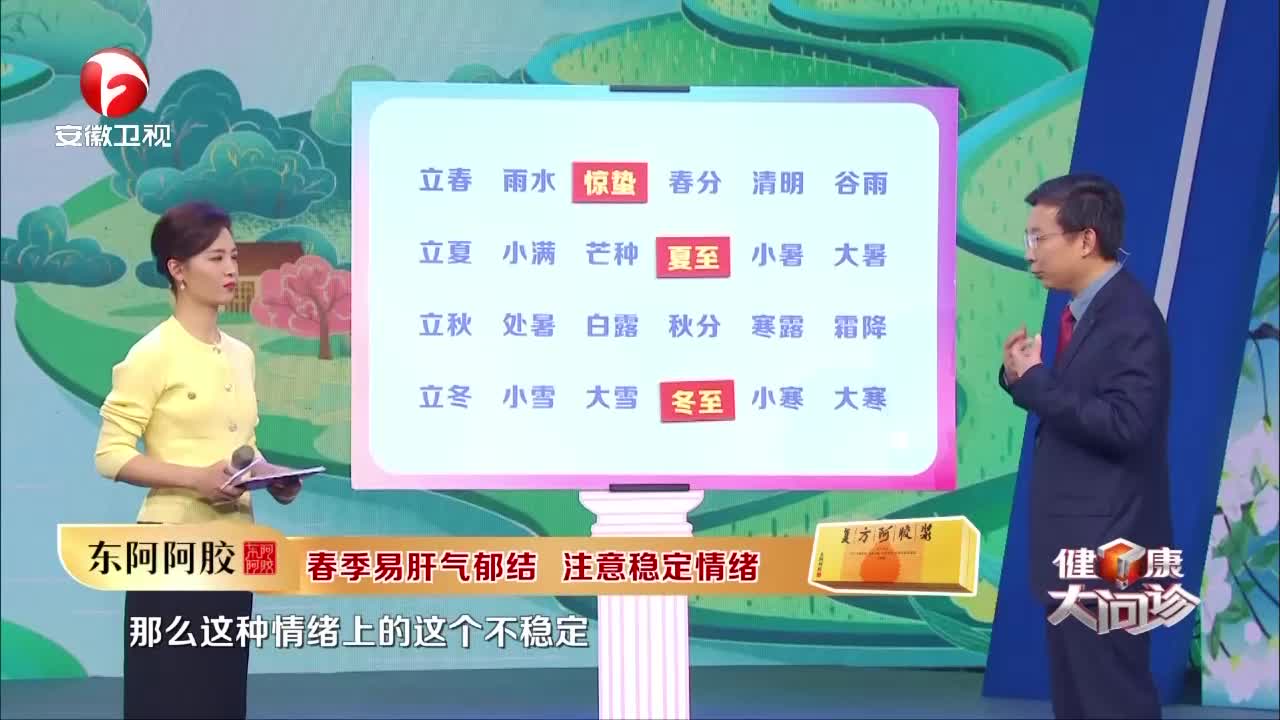 安徽卫视
立春 雨水 惊蛰 春分 清明 谷雨
立夏 小满 芒种 夏至 小暑 大暑
立秋 处暑 白露 秋分 寒露 霜降
立冬 小雪 大雪 冬至 小寒 大寒
东阿阿胶 东阿阿胶
春季易肝气郁结 注意稳定情绪
复方阿胶浆
健康
大问诊
那么这种情绪上的这个不稳定